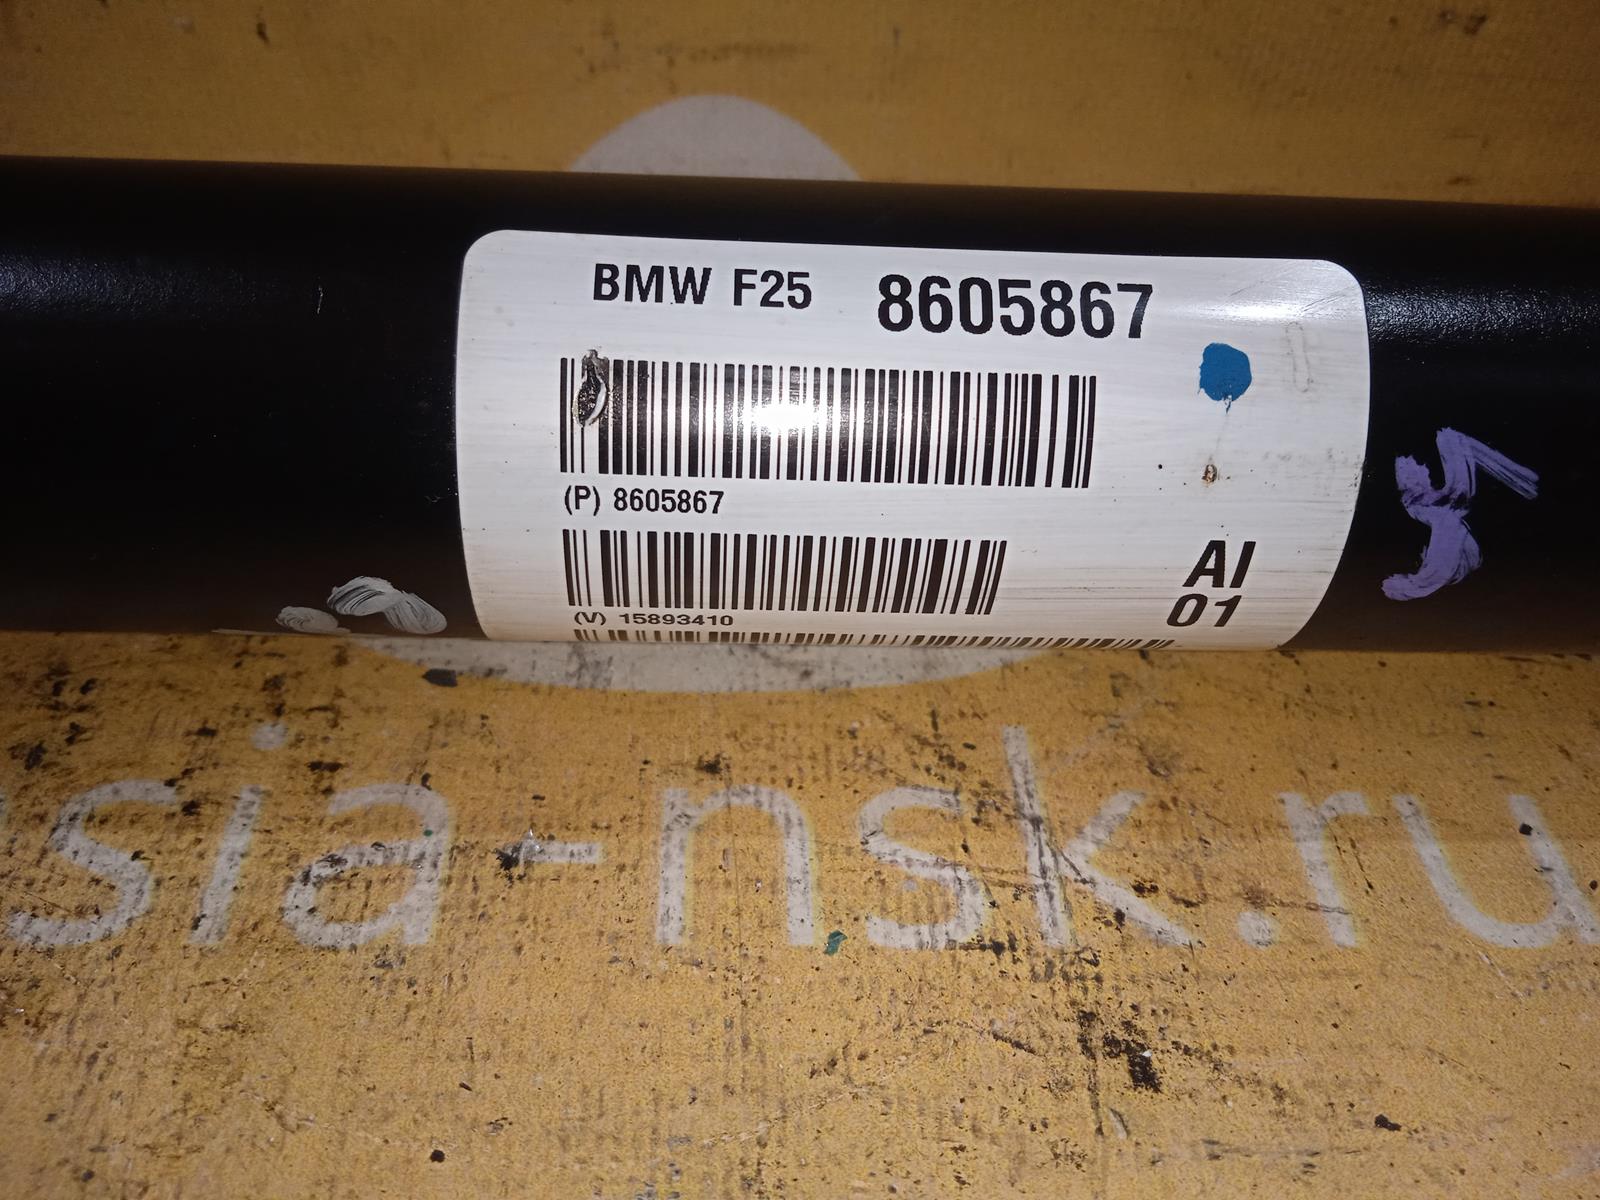 BMW F25 8605867
(P) 8605867
(V) 15893410
AI
01
sia-nsk.ru